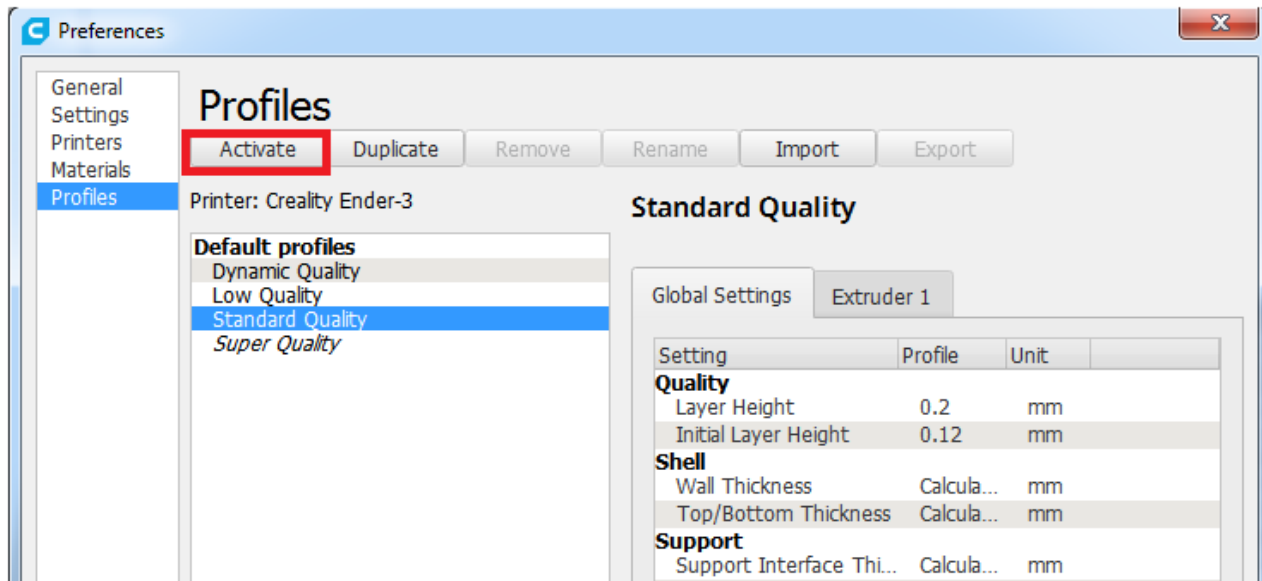 Preferences
X
General
Settings
Printers
Materials
Profiles
Profiles
Activate Duplicate Remove Rename Import Export
Printer: Creality Ender-3
Default profiles
Dynamic Quality
Low Quality
Standard Quality
Super Quality
Standard Quality
Global Settings Extruder 1
Setting Profile Unit
Quality
Layer Height 0.2 mm
Initial Layer Height 0.12 mm
Shell
Wall Thickness Calcula... mm
Top/Bottom Thickness Calcula... mm
Support
Support Interface Thi... Calcula... mm